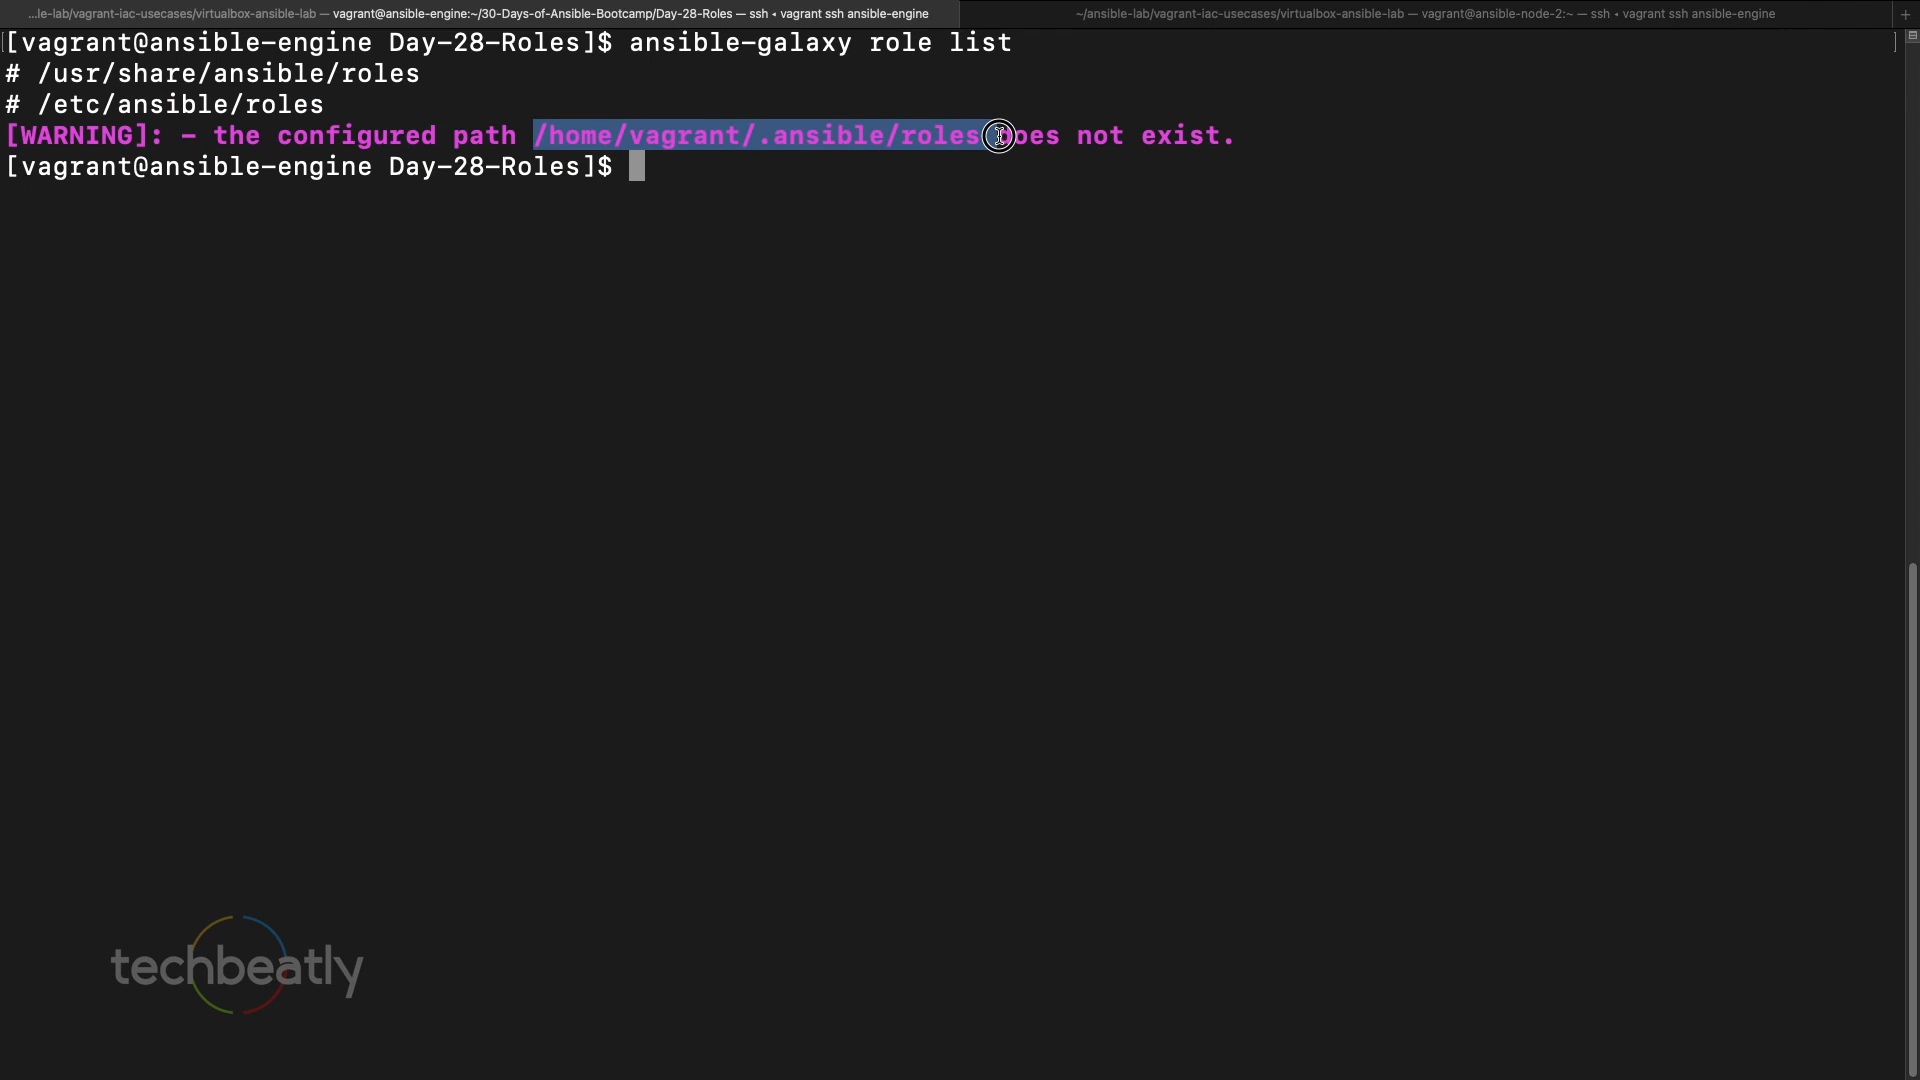 ...le-lab/vagrant-iac-usecases/virtualbox-ansible-lab — vagrant@ansible-engine:~/30-Days-of-Ansible-Bootcamp/Day-28-Roles — ssh ◂ vagrant ssh ansible-engine
~/ansible-lab/vagrant-iac-usecases/virtualbox-ansible-lab — vagrant@ansible-node-2:~ — ssh ◂ vagrant ssh ansible-engine
[vagrant@ansible-engine Day-28-Roles]$ ansible-galaxy role list
# /usr/share/ansible/roles
# /etc/ansible/roles
[WARNING]: - the configured path /home/vagrant/.ansible/roles does not exist.
[vagrant@ansible-engine Day-28-Roles]$
techbeatly